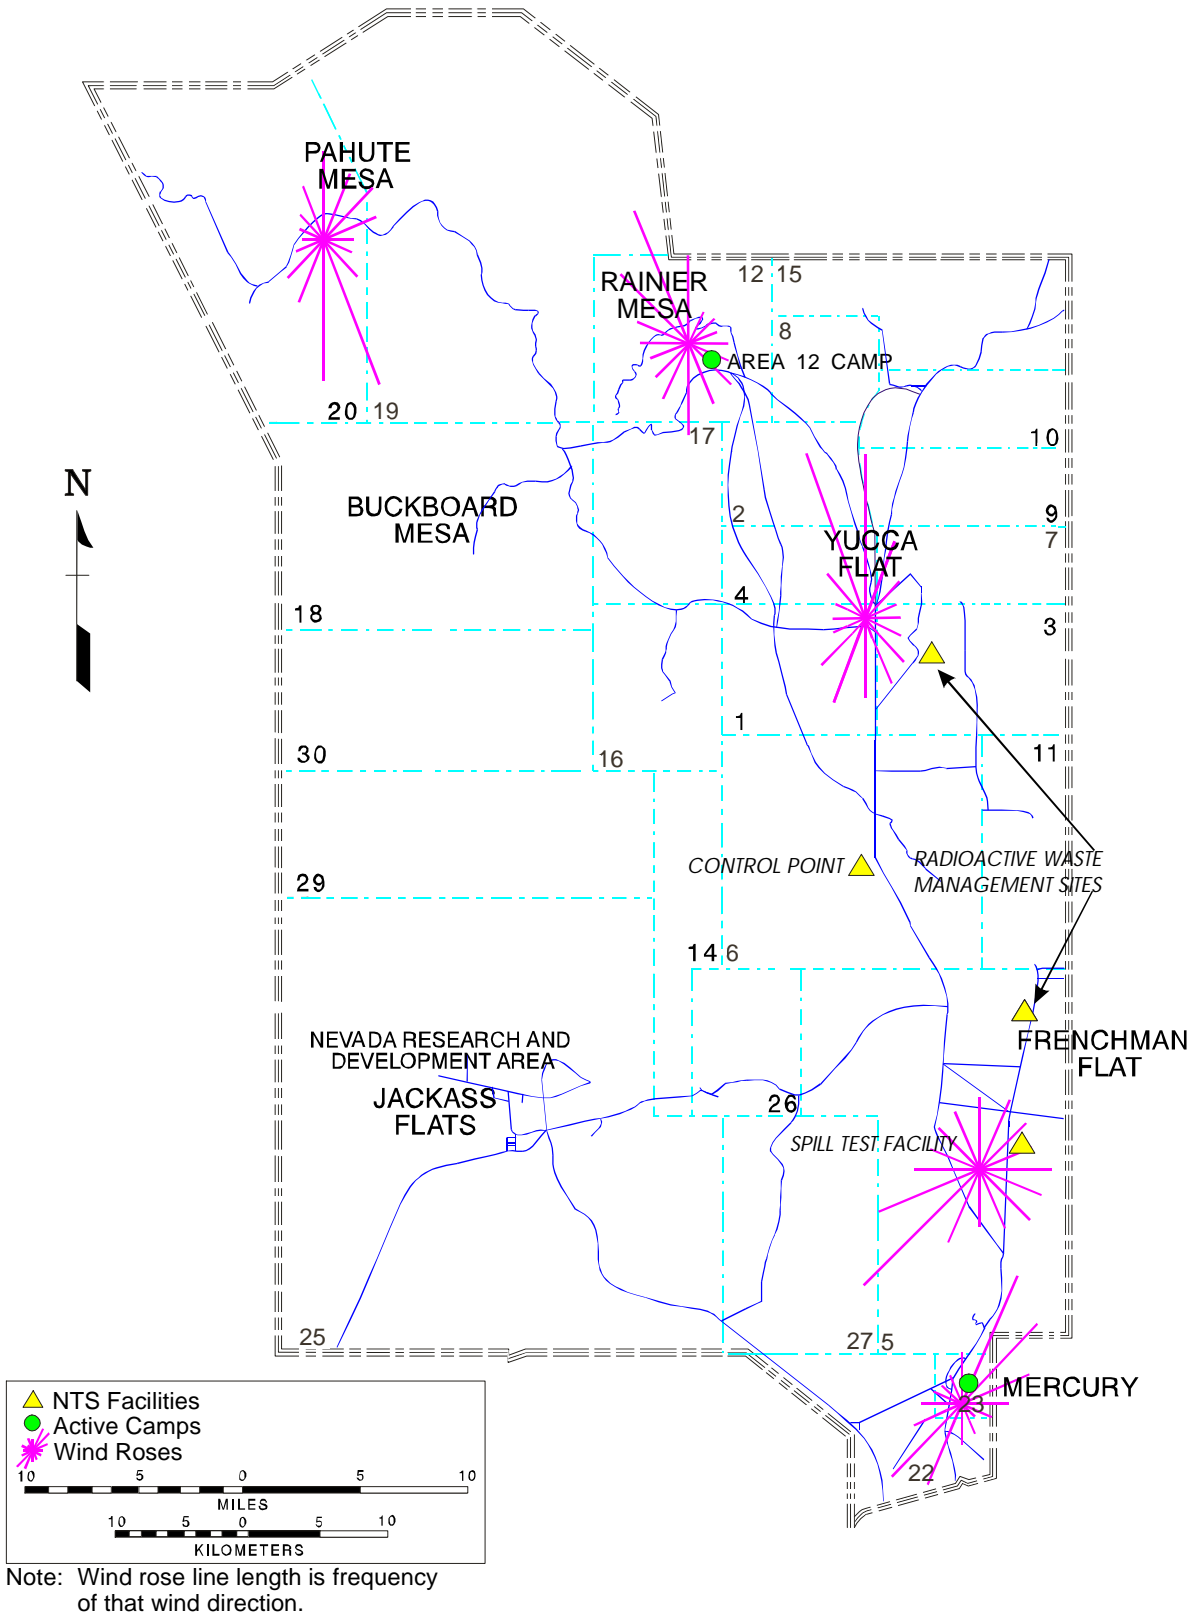 PAHUTE
MESA
RAINIER
MESA
12 15
8
AREA 12 CAMP
20 19
17
10
N
BUCKBOARD
MESA
2
9
7
YUCCA
FLAT
4
18
3
1
30
16
11
CONTROL POINT
RADIOACTIVE WASTE
MANAGEMENT SITES
29
14 6
NEVADA RESEARCH AND
DEVELOPMENT AREA
JACKASS
FLATS
FRENCHMAN
FLAT
26
SPILL TEST FACILITY
25
27 5
MERCURY
23
22
NTS Facilities
Active Camps
Wind Roses
10 5 0 5 10
MILES
10 5 0 5 10
KILOMETERS
Note: Wind rose line length is frequency
of that wind direction.